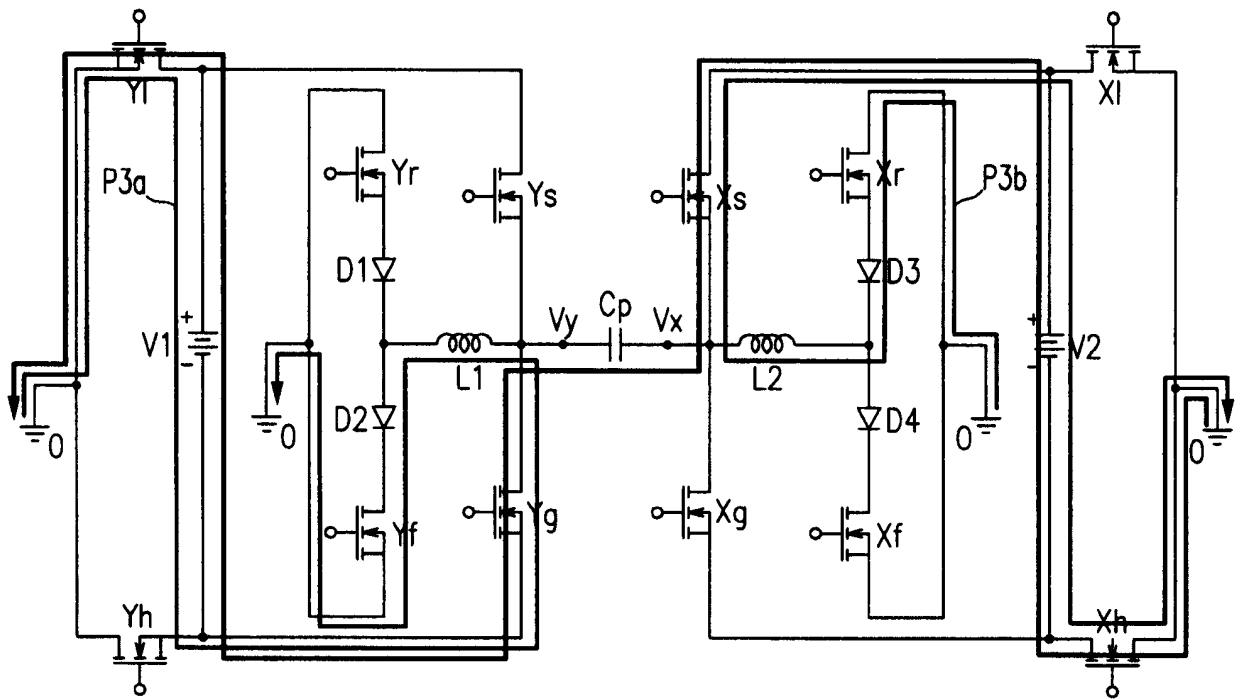 Yl
Xl
P3a
Yr
Ys
Xs
Xr
P3b
D1
D3
V1
+
-
Vy
Cp
Vx
+
-
V2
L1
L2
0
0
D2
D4
0
0
Yf
Yg
Xg
Xf
Yh
Xh